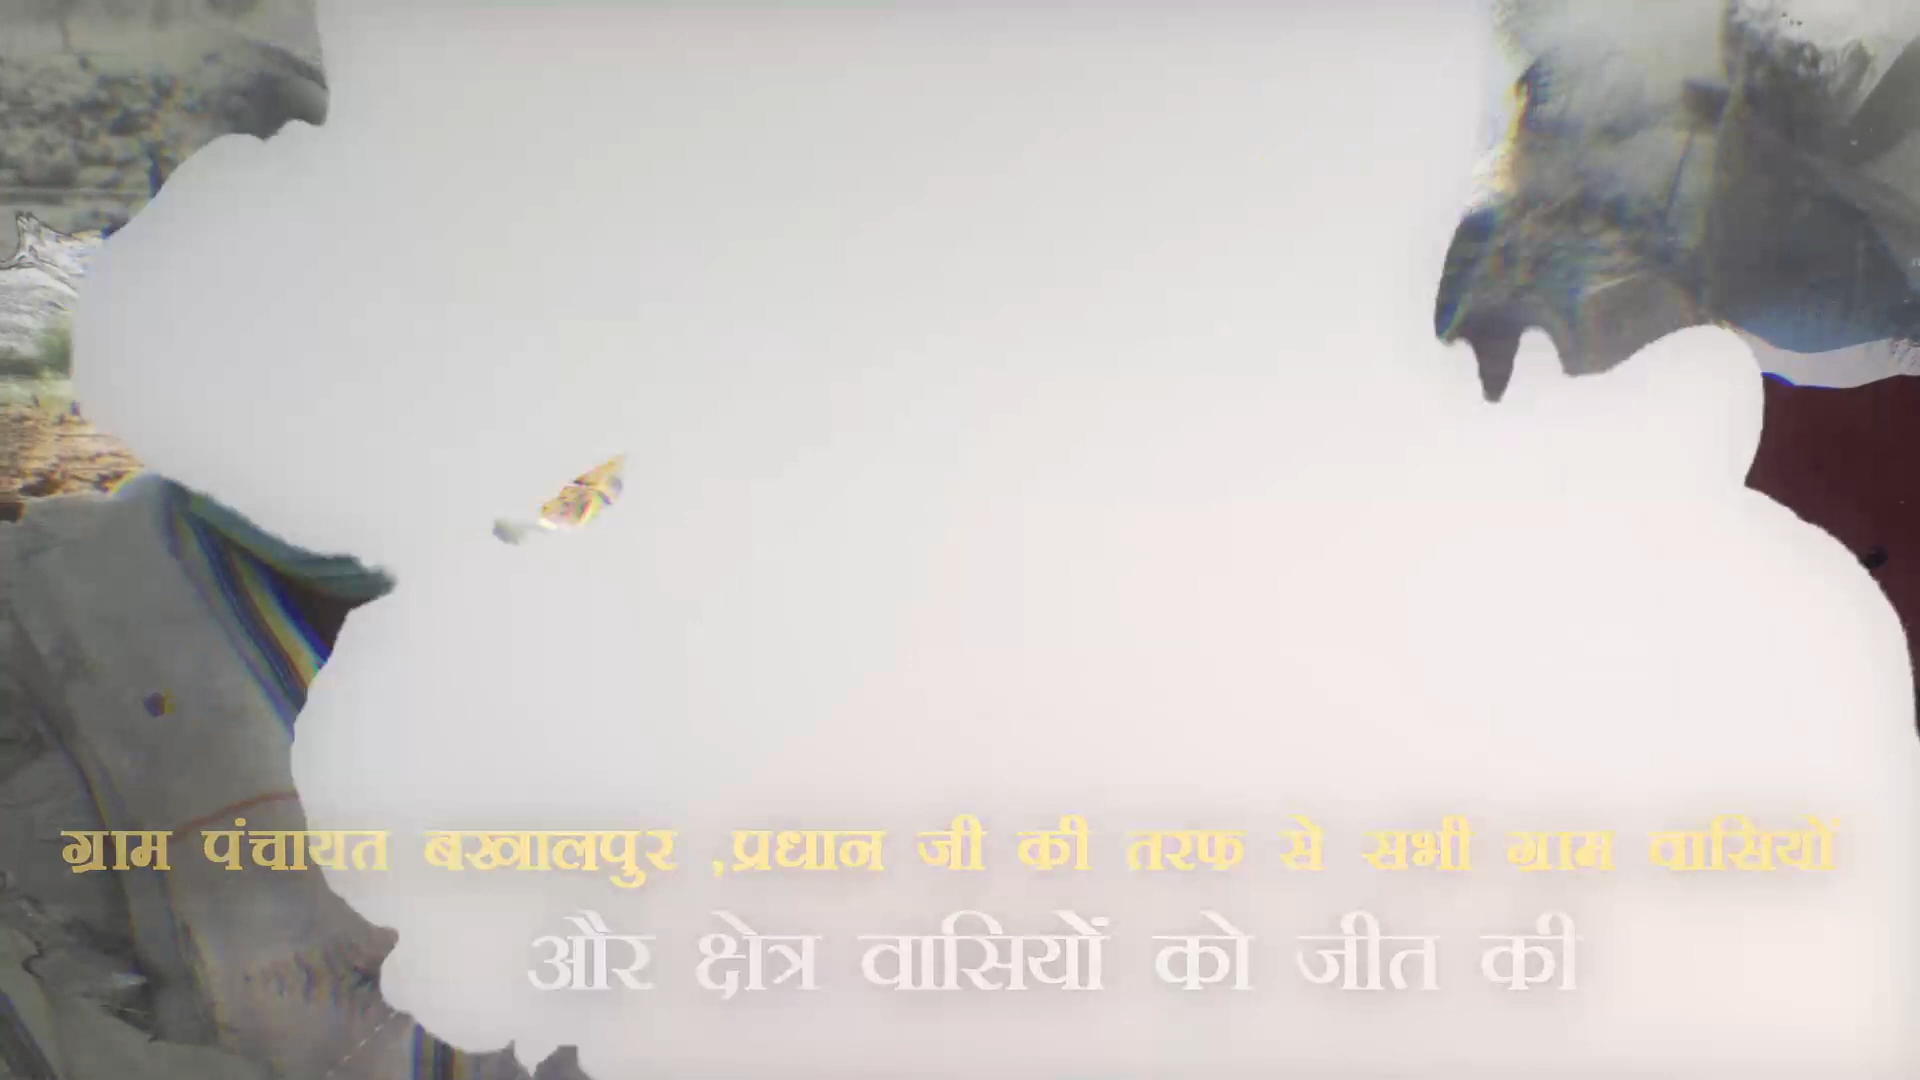 ग्राम पंचायत बखालपुर ,प्रधान जी की तरफ से सभी ग्राम वासियों
और क्षेत्र वासियों को जीत की